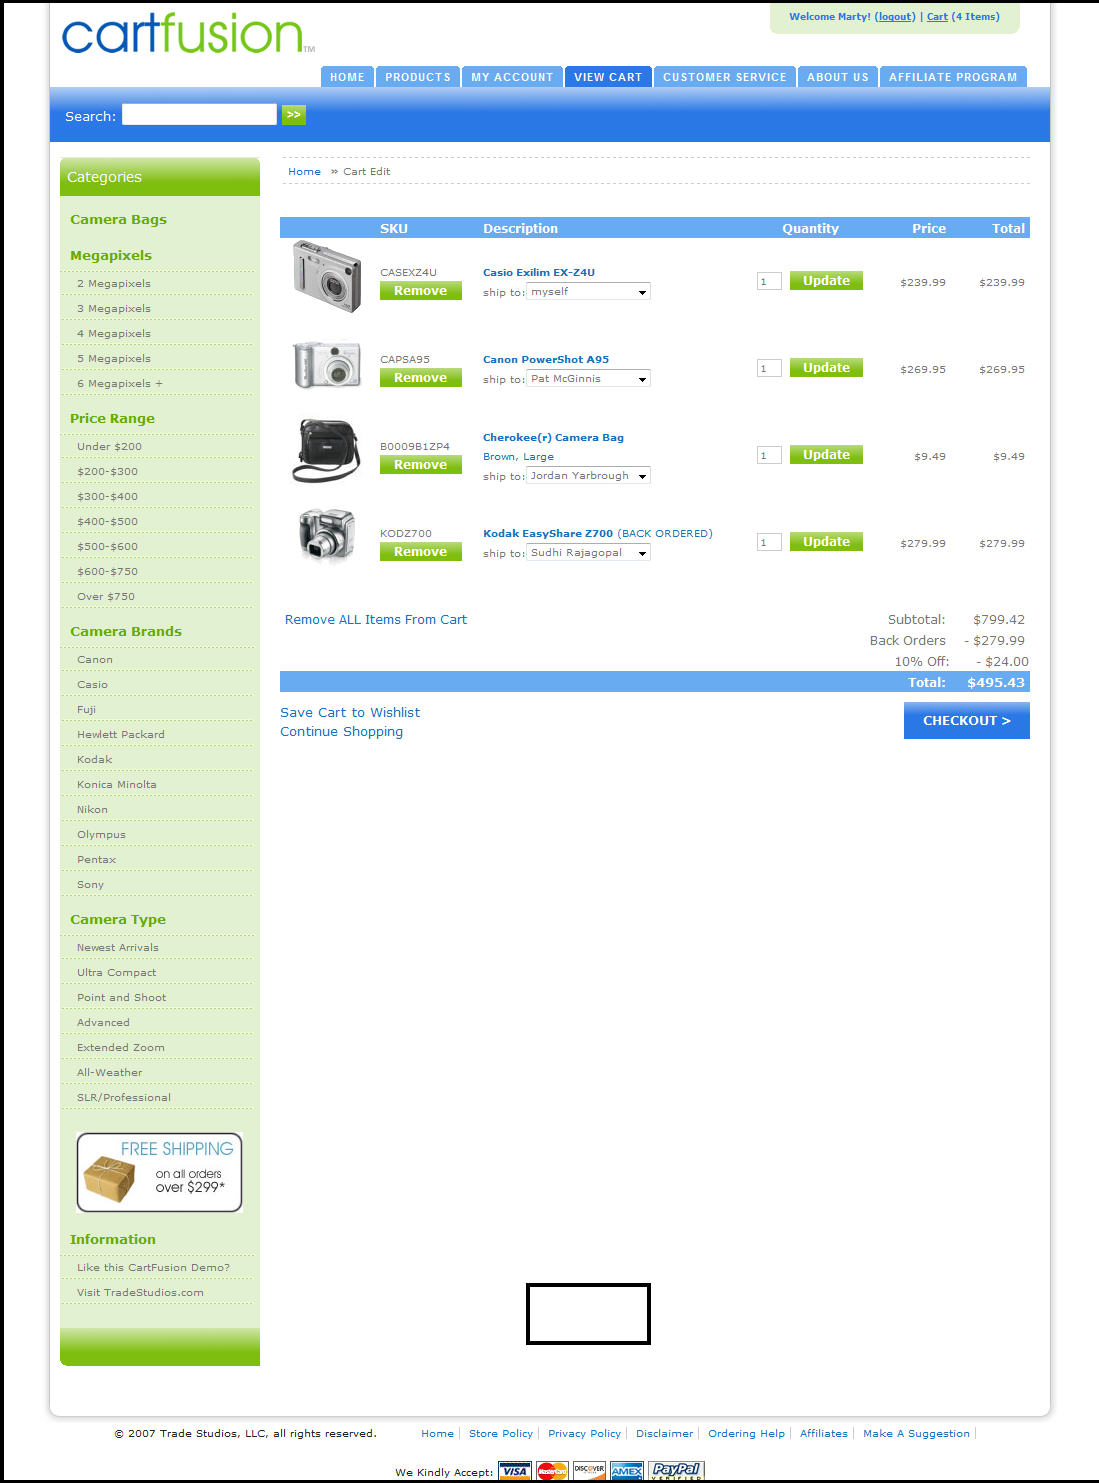 Welcome Marty! (logout) | Cart (4 Items)
cartfusion TM
HOME PRODUCTS MY ACCOUNT VIEW CART CUSTOMER SERVICE ABOUT US AFFILIATE PROGRAM
Search: >>
Categories
Camera Bags
Megapixels
2 Megapixels
3 Megapixels
4 Megapixels
5 Megapixels
6 Megapixels +
Price Range
Under $200
$200-$300
$300-$400
$400-$500
$500-$600
$600-$750
Over $750
Camera Brands
Canon
Casio
Fuji
Hewlett Packard
Kodak
Konica Minolta
Nikon
Olympus
Pentax
Sony
Camera Type
Newest Arrivals
Ultra Compact
Point and Shoot
Advanced
Extended Zoom
All-Weather
SLR/Professional
FREE SHIPPING
on all orders
over $299*
Information
Like this CartFusion Demo?
Visit TradeStudios.com
Home » Cart Edit
SKU Description Quantity Price Total
CASEXZ4U Casio Exilim EX-Z4U
Remove ship to: myself 1 Update $239.99 $239.99
CAPSA95 Canon PowerShot A95
Remove ship to: Pat McGinnis 1 Update $269.95 $269.95
Cherokee(r) Camera Bag
B0009B1ZP4 Brown, Large
Remove ship to: Jordan Yarbrough 1 Update $9.49 $9.49
KODZ700 Kodak EasyShare Z700 (BACK ORDERED)
Remove ship to: Sudhi Rajagopal 1 Update $279.99 $279.99
Remove ALL Items From Cart Subtotal: $799.42
Back Orders - $279.99
10% Off: - $24.00
Total: $495.43
Save Cart to Wishlist
Continue Shopping
CHECKOUT >
© 2007 Trade Studios, LLC, all rights reserved. Home | Store Policy | Privacy Policy | Disclaimer | Ordering Help | Affiliates | Make A Suggestion |
We Kindly Accept: VISA MasterCard DISCOVER AMEX PayPal VERIFIED